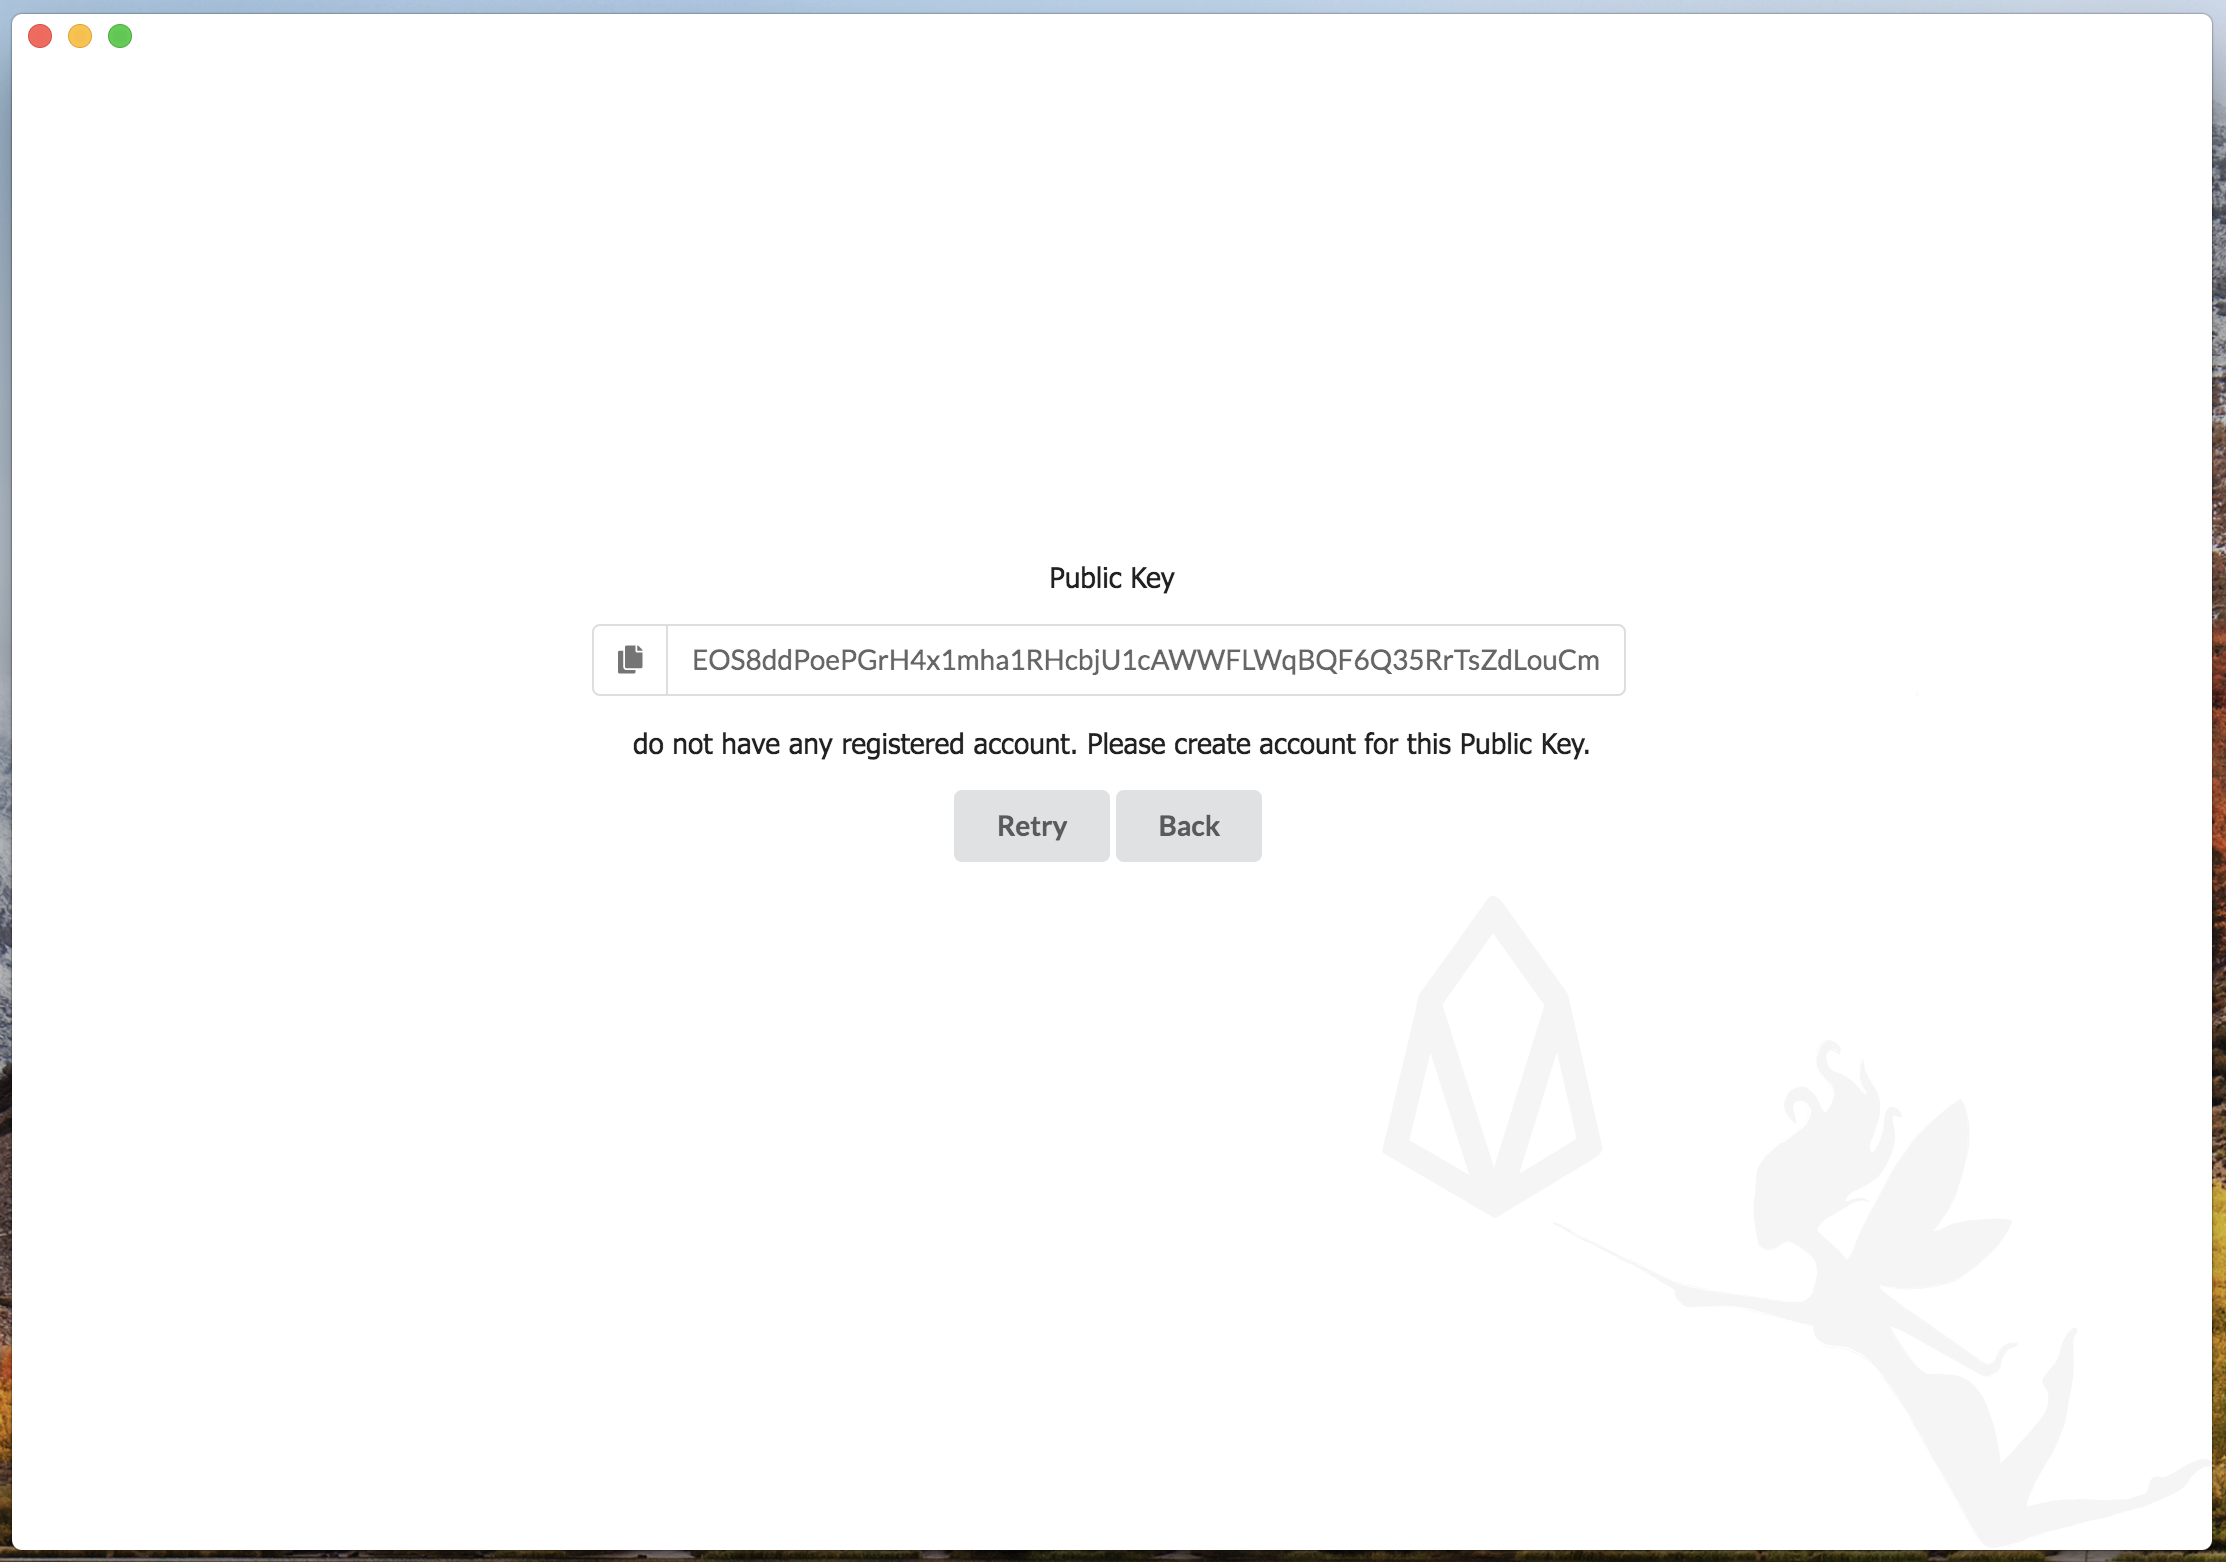 Public Key
EOS8ddPoePGrH4x1mha1RHcbjU1cAWWFLWqBQF6Q35RrTsZdLouCm
do not have any registered account. Please create account for this Public Key.
Retry Back